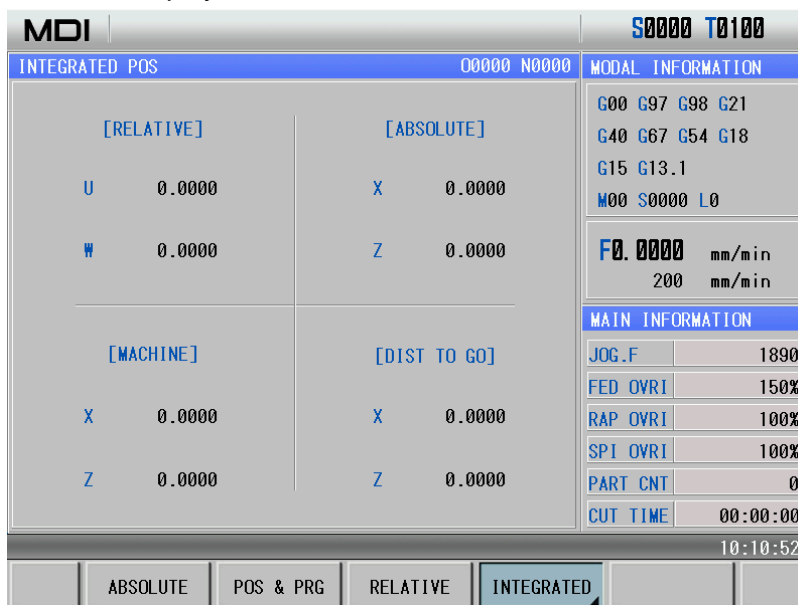 MDI S0000 T0100
INTEGRATED POS O0000 N0000
[RELATIVE] [ABSOLUTE]
U 0.0000 X 0.0000
W 0.0000 Z 0.0000
[MACHINE] [DIST TO GO]
X 0.0000 X 0.0000
Z 0.0000 Z 0.0000
MODAL INFORMATION
G00 G97 G98 G21
G40 G67 G54 G18
G15 G13.1
M00 S0000 L0
F0.0000 mm/min
200 mm/min
MAIN INFORMATION
JOG.F 1890
FED OVRI 150%
RAP OVRI 100%
SPI OVRI 100%
PART CNT 0
CUT TIME 00:00:00
10:10:52
ABSOLUTE POS & PRG RELATIVE INTEGRATED